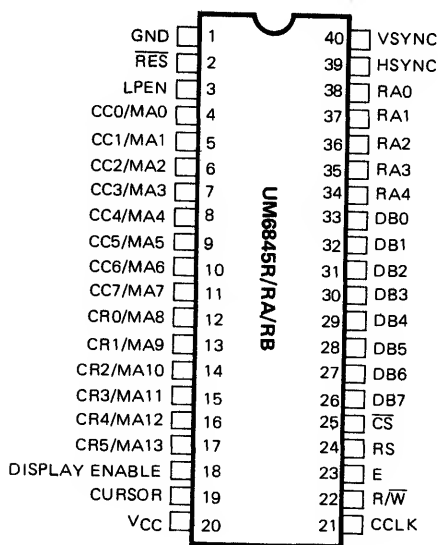 GND 1 40 VSYNC
R̅E̅S̅ 2 39 HSYNC
LPEN 3 38 RA0
CC0/MA0 4 37 RA1
CC1/MA1 5 36 RA2
CC2/MA2 6 35 RA3
CC3/MA3 7 34 RA4
CC4/MA4 8 33 DB0
CC5/MA5 9 32 DB1
CC6/MA6 10 31 DB2
CC7/MA7 11 30 DB3
CR0/MA8 12 29 DB4
CR1/MA9 13 28 DB5
CR2/MA10 14 27 DB6
CR3/MA11 15 26 DB7
CR4/MA12 16 25 C̅S̅
CR5/MA13 17 24 RS
DISPLAY ENABLE 18 23 E
CURSOR 19 22 R/W̅
VCC 20 21 CCLK
UM6845R/RA/RB